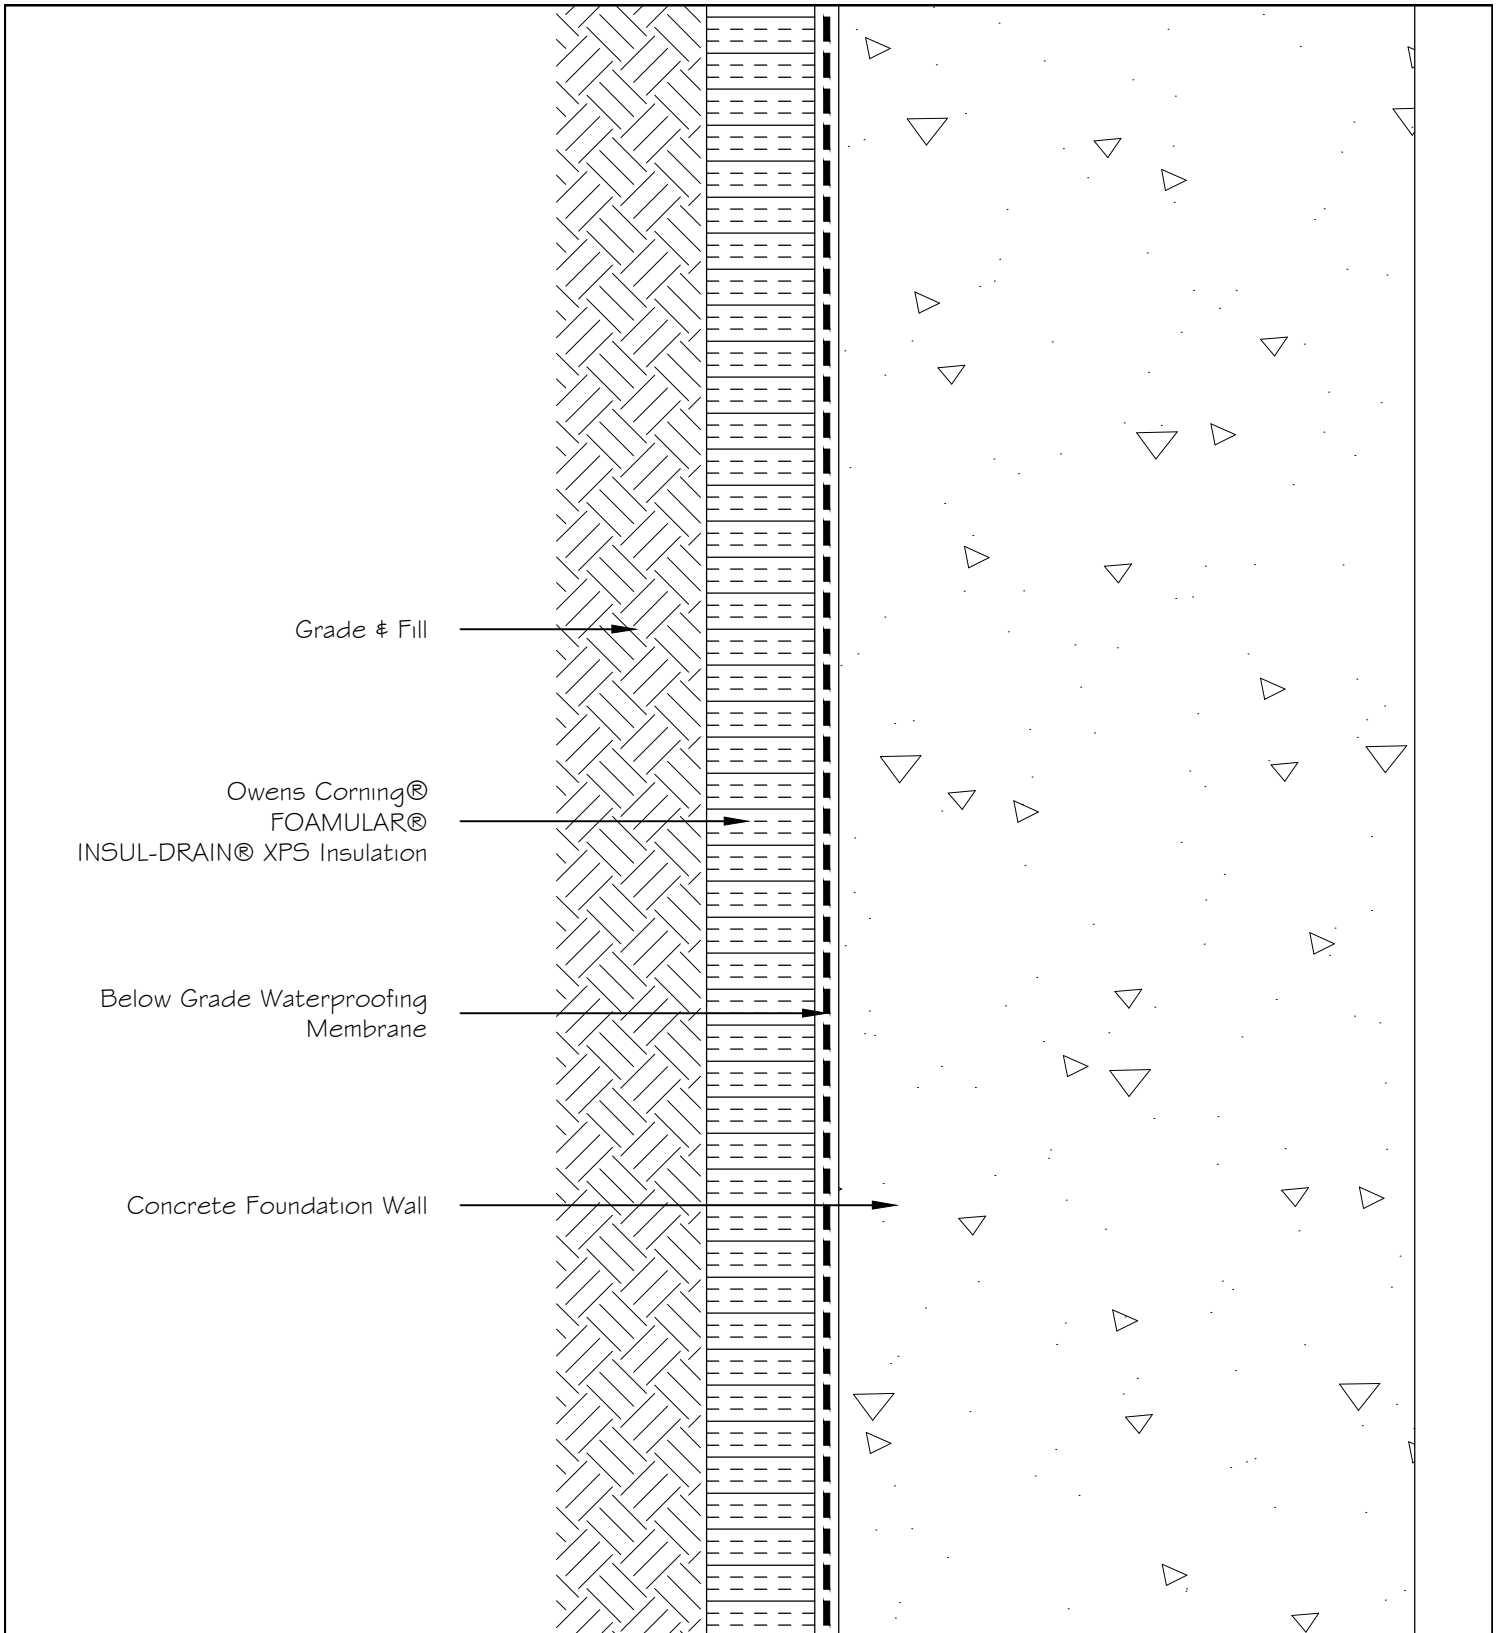 Grade & Fill
Owens Corning®
FOAMULAR®
INSUL-DRAIN® XPS Insulation
Below Grade Waterproofing
Membrane
Concrete Foundation Wall